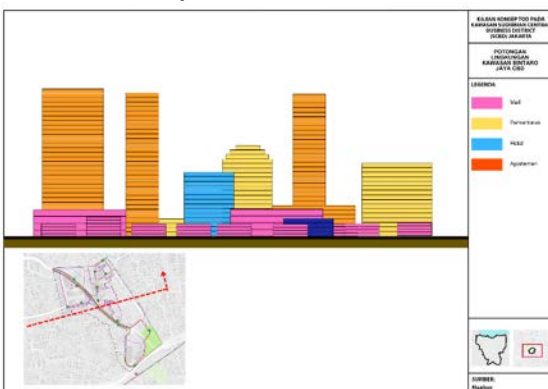 KAJIAN KONSEP TOD PADA
KAWASAN SUDIRMAN CENTRAL
BUSINESS DISTRICT
(SCBD) JAKARTA
POTONGAN
LINGKUNGAN
KAWASAN BINTARO
JAYA CBD
LEGENDA:
Mall
Perkantoran
Hotel
Apartemen
SUMBER: